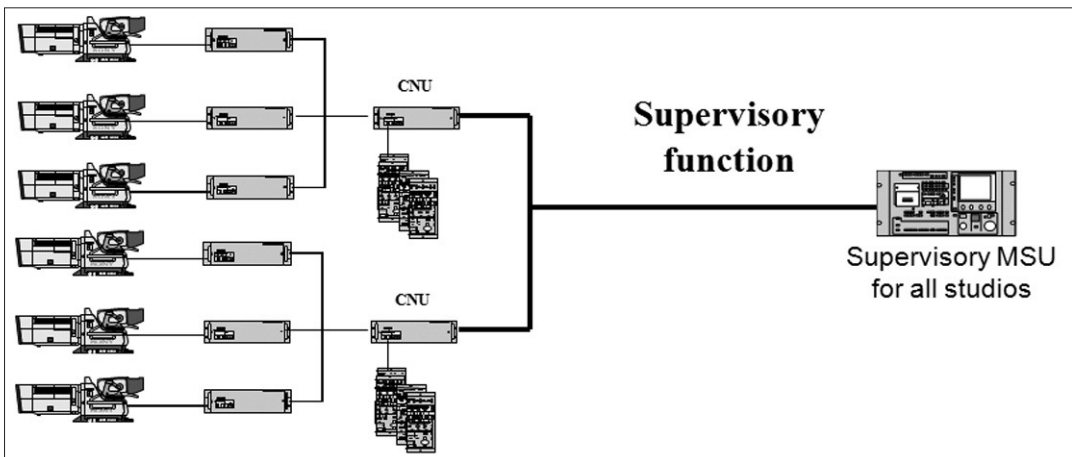 CNU
Supervisory
function
Supervisory MSU
for all studios
CNU